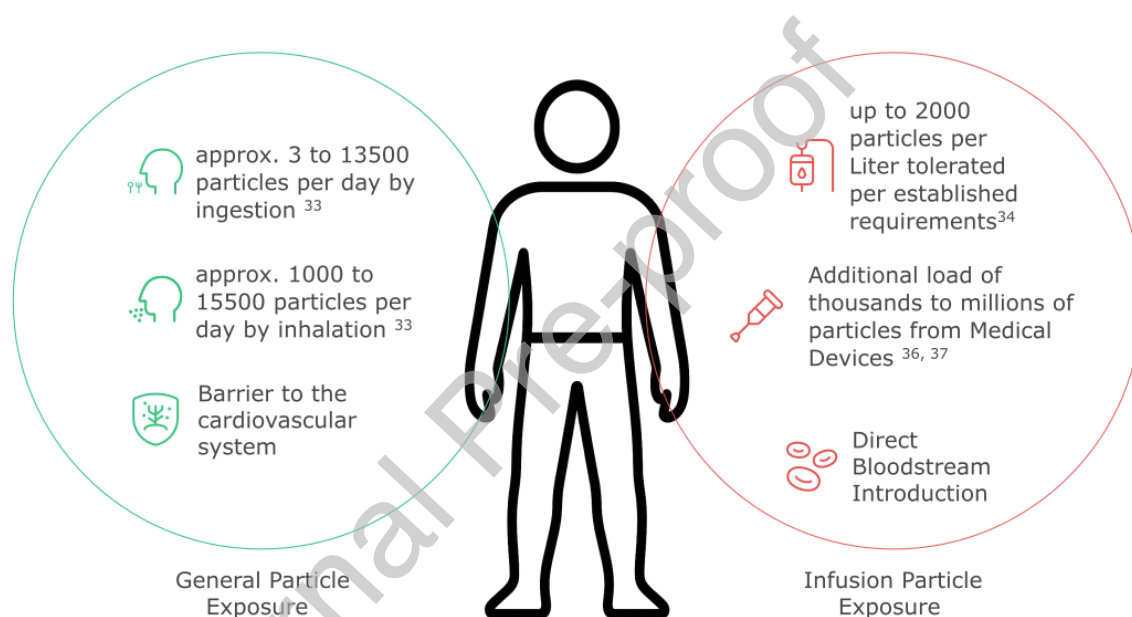 approx. 3 to 13500
particles per day by
ingestion 33
approx. 1000 to
15500 particles per
day by inhalation 33
Barrier to the
cardiovascular
system
General Particle
Exposure
up to 2000
particles per
Liter tolerated
per established
requirements34
Additional load of
thousands to millions of
particles from Medical
Devices 36, 37
Direct
Bloodstream
Introduction
Infusion Particle
Exposure
rnal Pre-proof